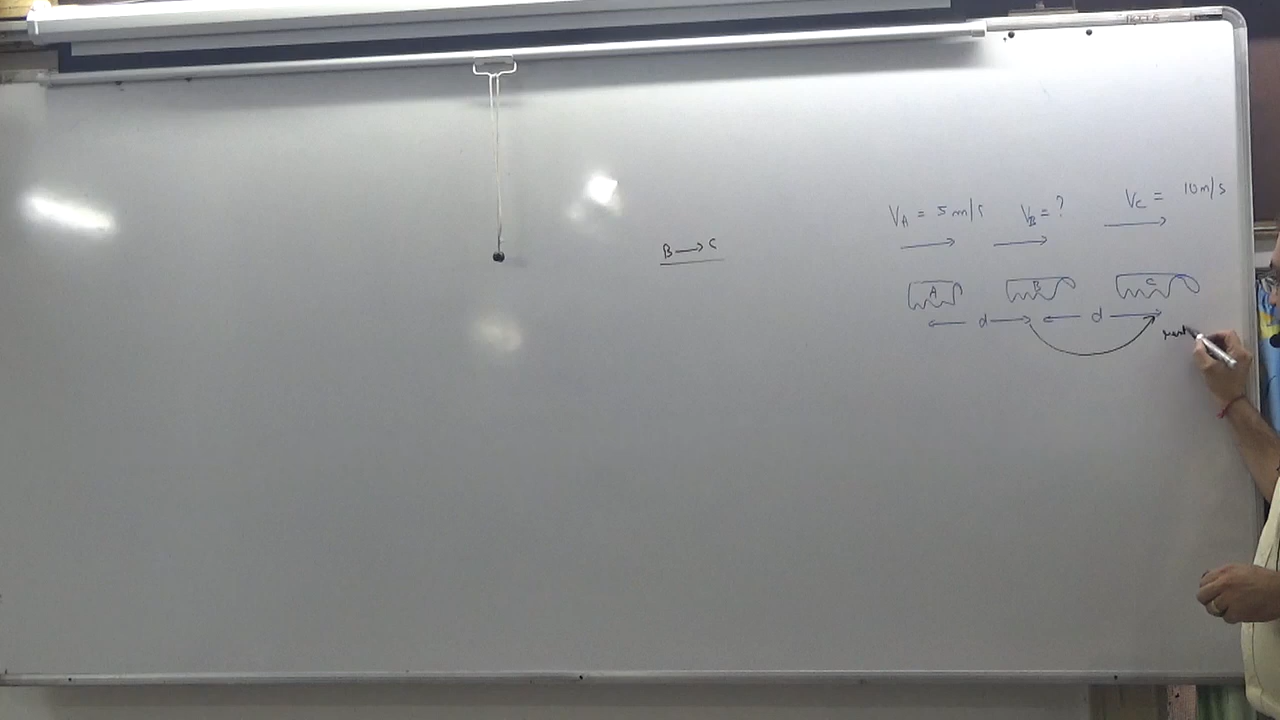 V_A = 5 m/s V_B = ? V_C = 10 m/s
B → C
A B C
← d → ← d →